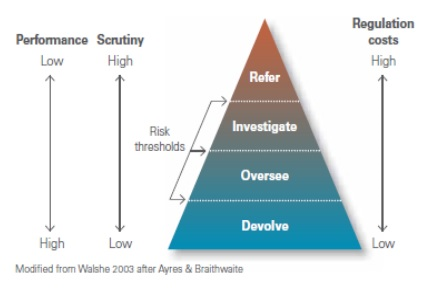 Performance Scrutiny
Regulation
costs
Low
High
High
Refer
Risk
thresholds
Investigate
Oversee
Devolve
High
Low
Low
Modified from Walshe 2003 after Ayres & Braithwaite